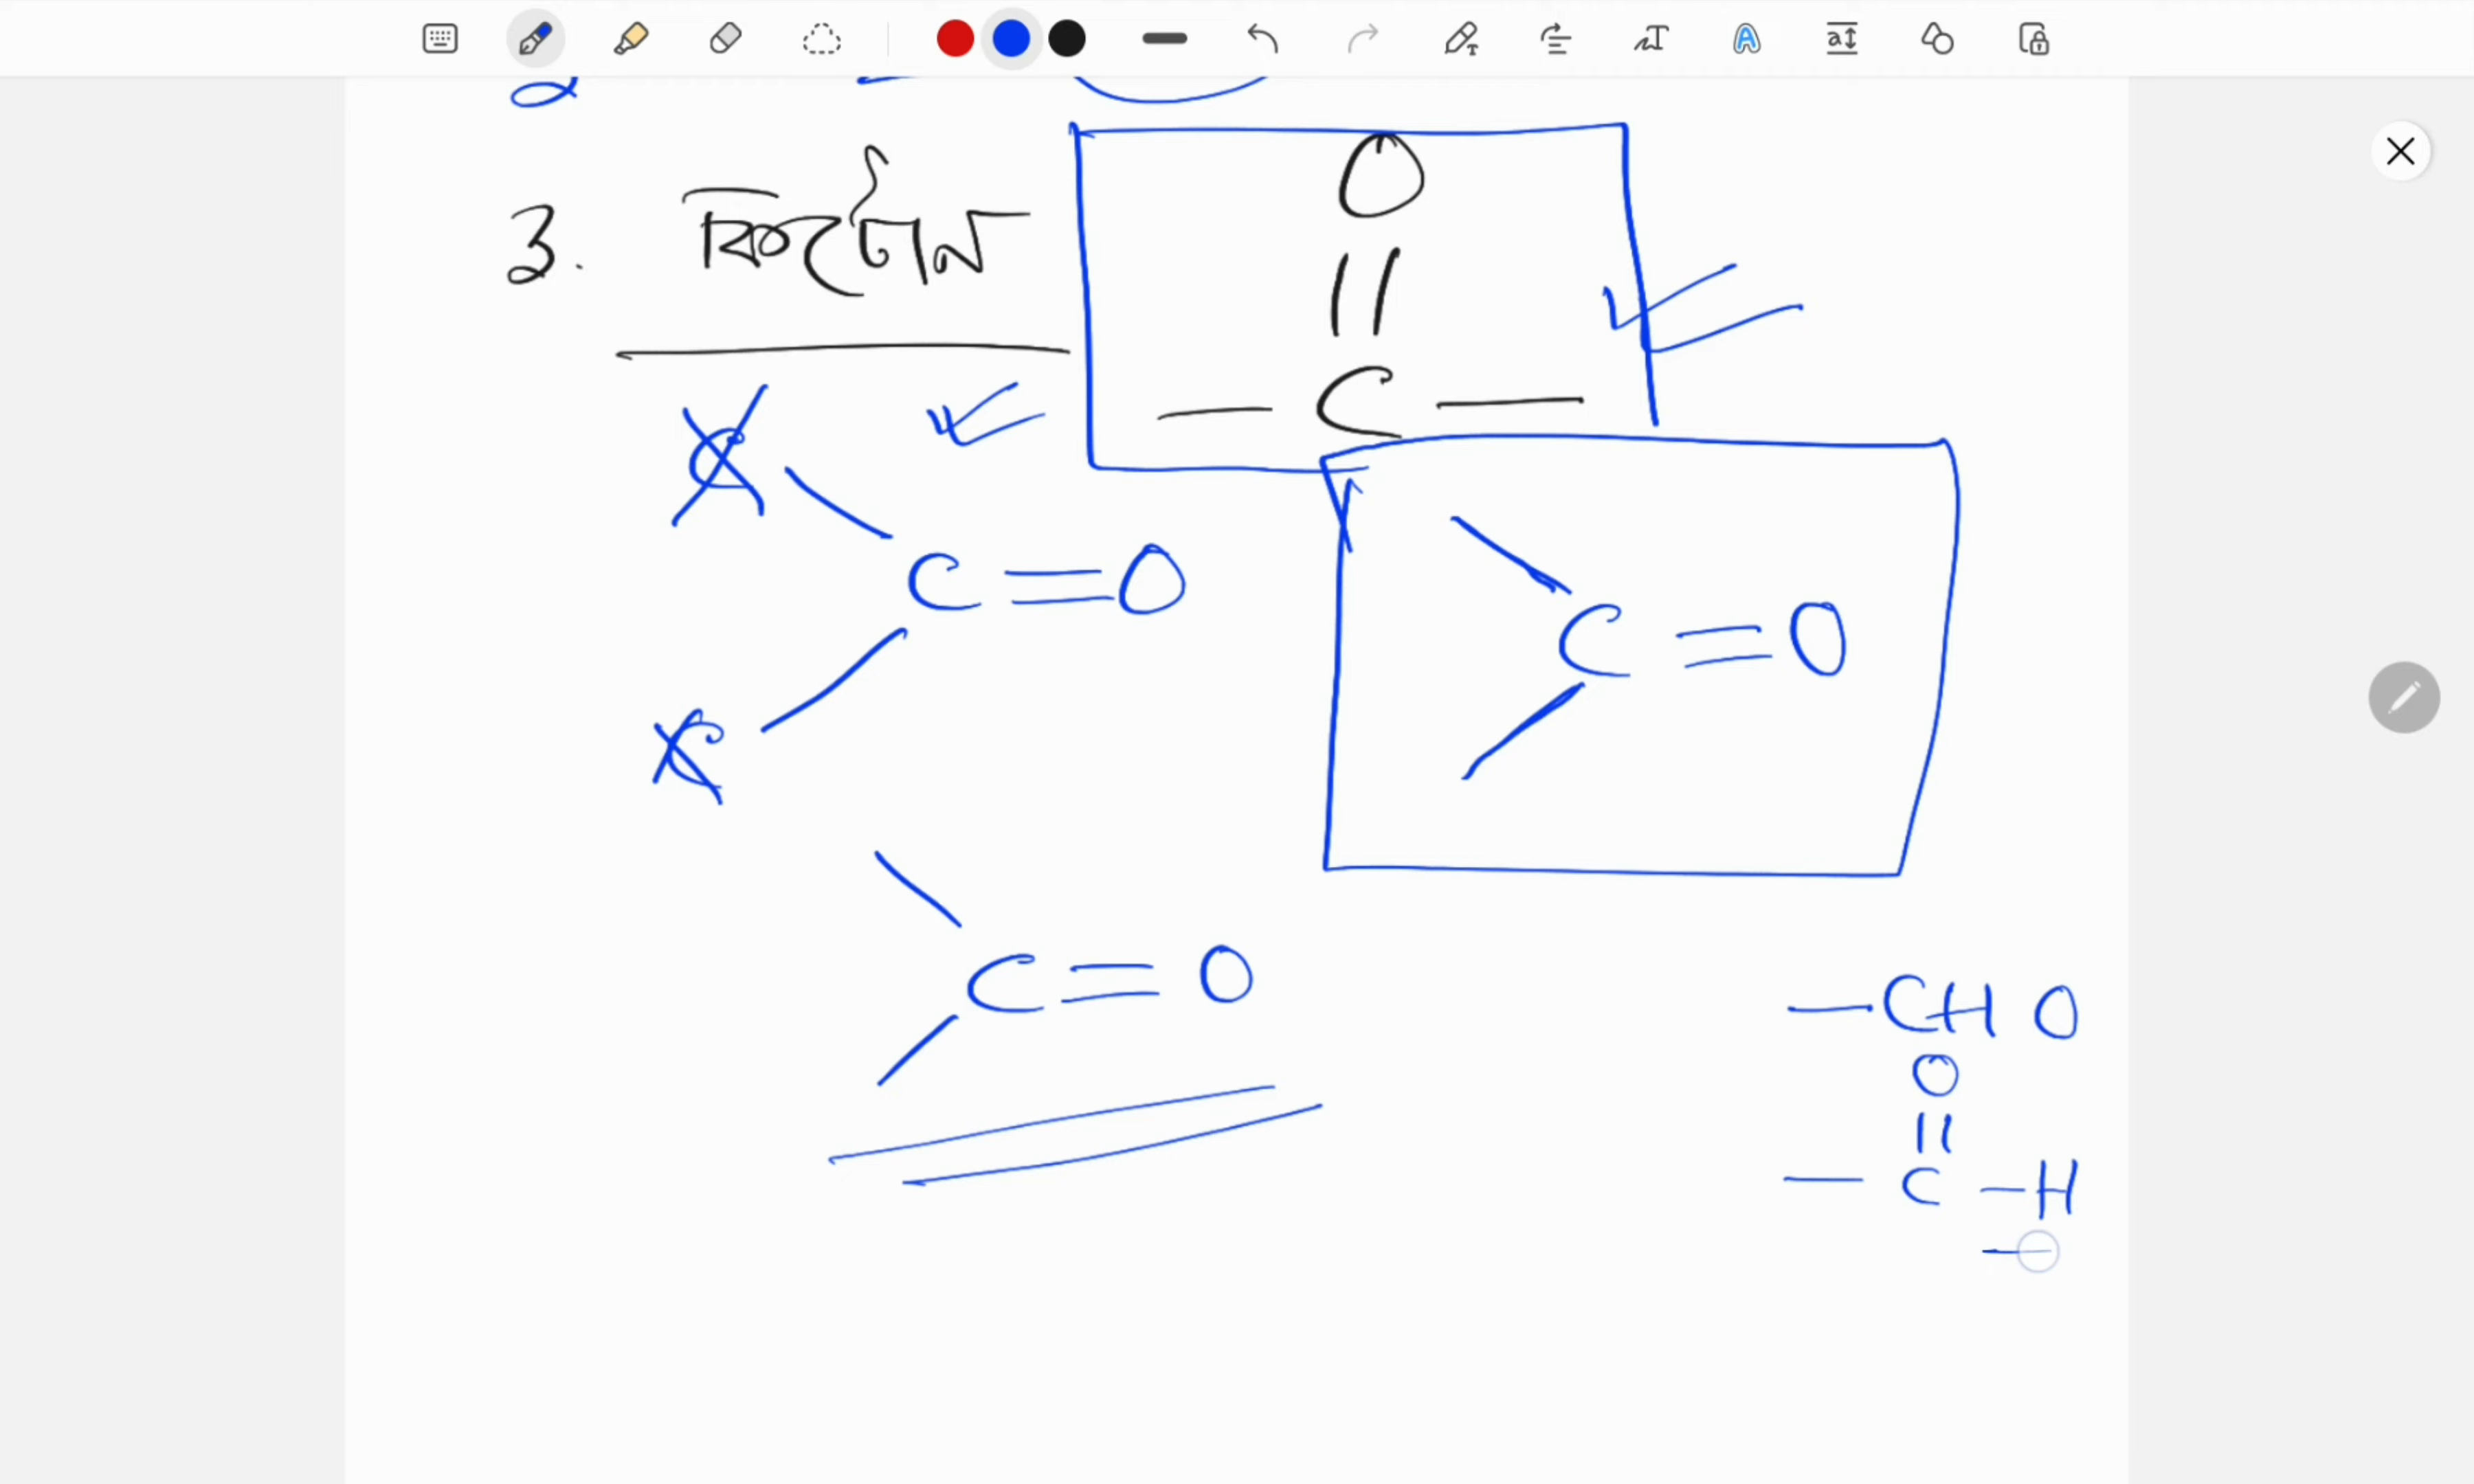 3. কিটোন
O
||
— C —
C
C = O
C
C = O
C = O
— CHO
O
||
— C — H